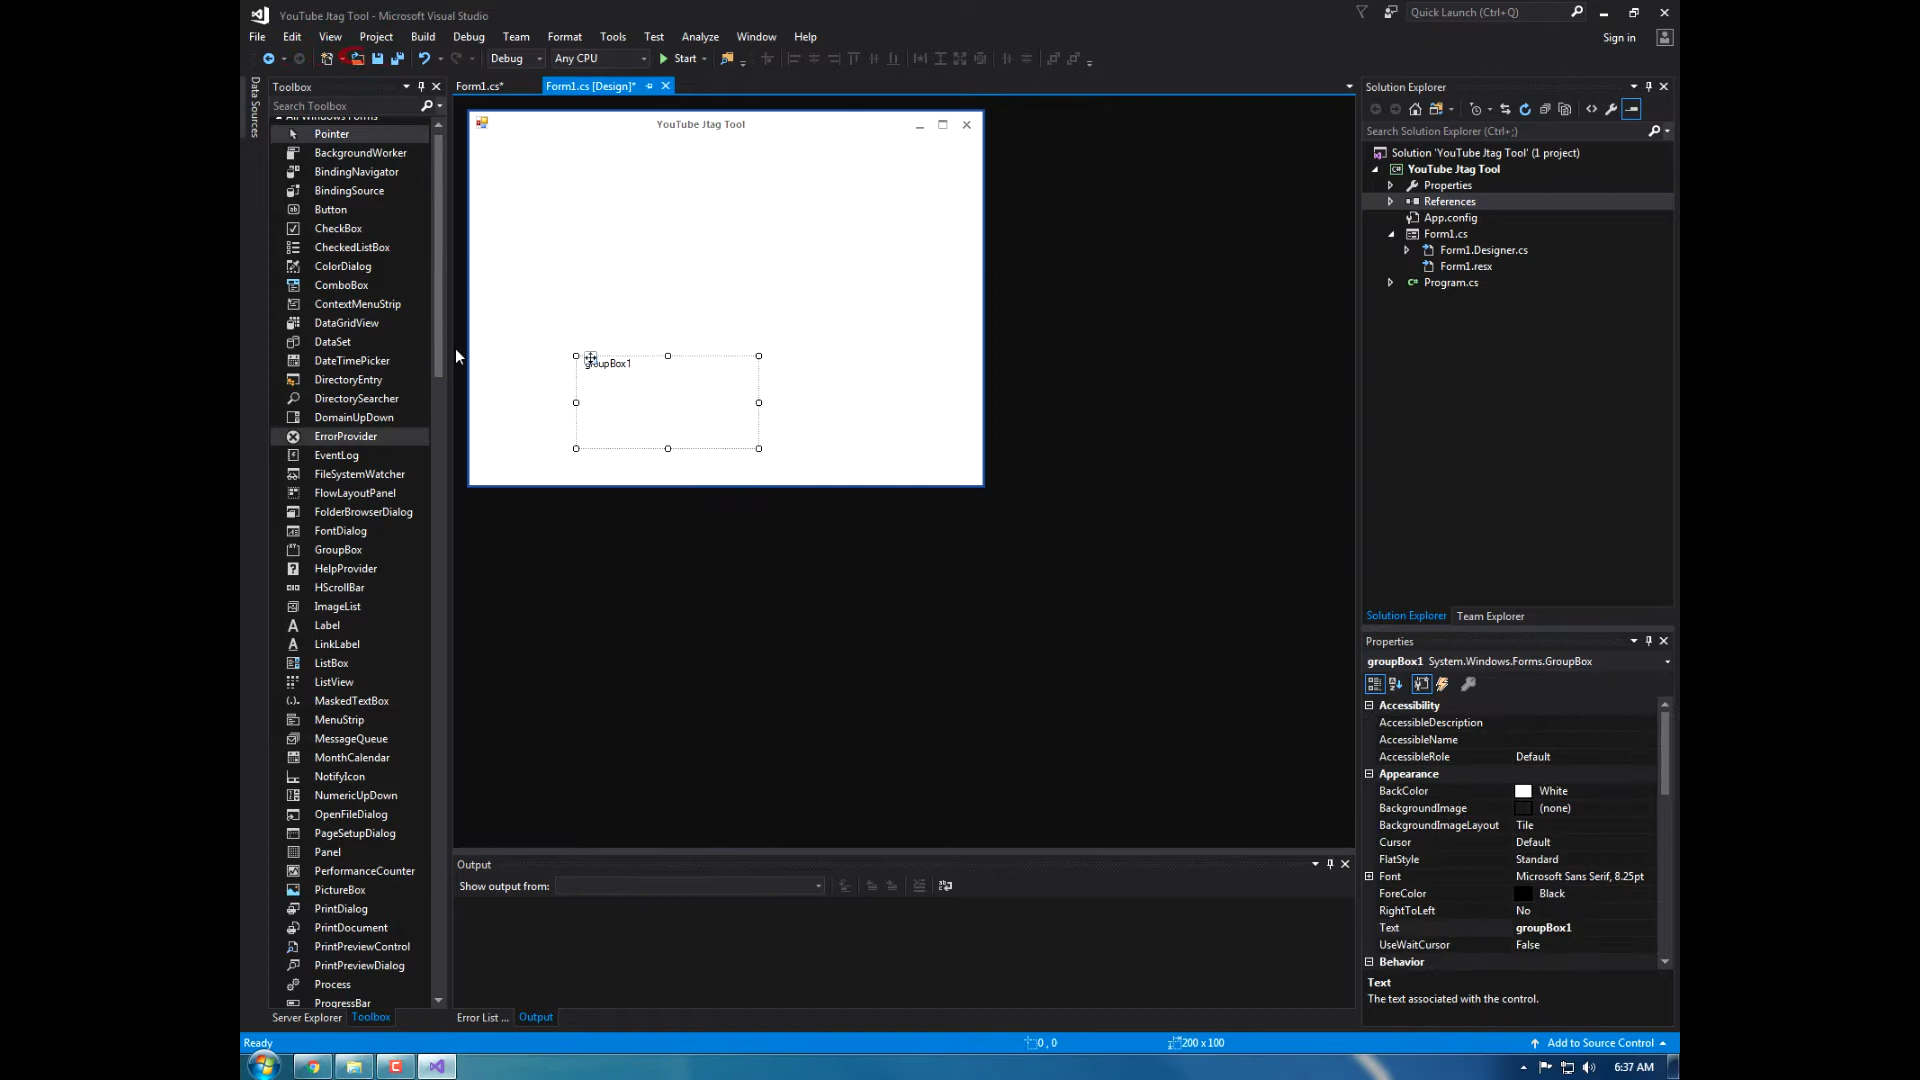 YouTube Jtag Tool - Microsoft Visual Studio
Quick Launch (Ctrl+Q)
File Edit View Project Build Debug Team Format Tools Test Analyze Window Help
Sign in
Debug Any CPU Start
Data Sources
Toolbox
Search Toolbox
All Windows Forms
Pointer
BackgroundWorker
BindingNavigator
BindingSource
Button
CheckBox
CheckedListBox
ColorDialog
ComboBox
ContextMenuStrip
DataGridView
DataSet
DateTimePicker
DirectoryEntry
DirectorySearcher
DomainUpDown
ErrorProvider
EventLog
FileSystemWatcher
FlowLayoutPanel
FolderBrowserDialog
FontDialog
GroupBox
HelpProvider
HScrollBar
ImageList
Label
LinkLabel
ListBox
ListView
MaskedTextBox
MenuStrip
MessageQueue
MonthCalendar
NotifyIcon
NumericUpDown
OpenFileDialog
PageSetupDialog
Panel
PerformanceCounter
PictureBox
PrintDialog
PrintDocument
PrintPreviewControl
PrintPreviewDialog
Process
ProgressBar
Server Explorer Toolbox
Form1.cs* Form1.cs [Design]*
YouTube Jtag Tool
groupBox1
Output
Show output from:
Error List ... Output
Solution Explorer
Search Solution Explorer (Ctrl+;)
Solution 'YouTube Jtag Tool' (1 project)
YouTube Jtag Tool
Properties
References
App.config
Form1.cs
Form1.Designer.cs
Form1.resx
Program.cs
Solution Explorer Team Explorer
Properties
groupBox1 System.Windows.Forms.GroupBox
Accessibility
AccessibleDescription
AccessibleName
AccessibleRole Default
Appearance
BackColor White
BackgroundImage (none)
BackgroundImageLayout Tile
Cursor Default
FlatStyle Standard
Font Microsoft Sans Serif, 8.25pt
ForeColor Black
RightToLeft No
Text groupBox1
UseWaitCursor False
Behavior
Text
The text associated with the control.
Ready 0 , 0 200 x 100 Add to Source Control
6:37 AM